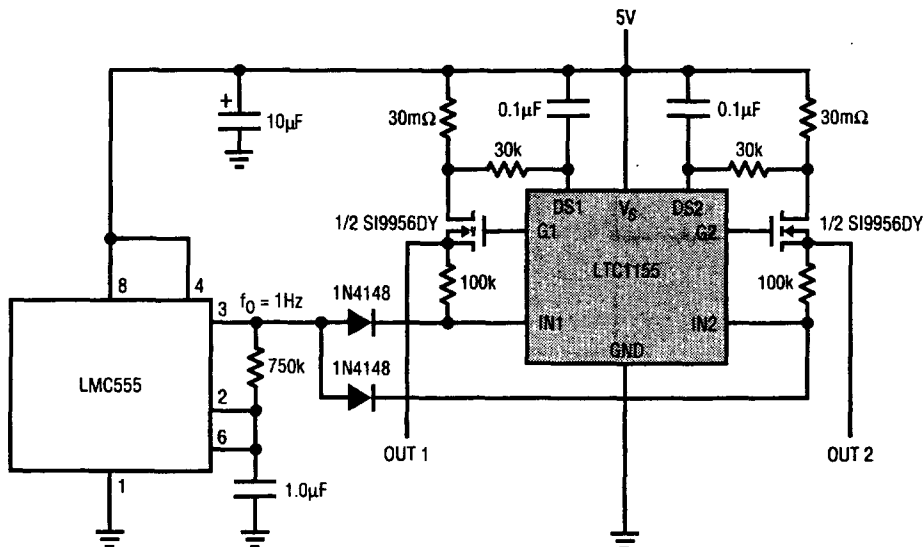 5V
+
10µF
30mΩ
0.1µF
0.1µF
30mΩ
30k
30k
1/2 SI9956DY
DS1
VS
DS2
1/2 SI9956DY
G1
G2
LTC1155
100k
100k
8
4
3
fO = 1Hz
1N4148
IN1
IN2
GND
LMC555
750k
1N4148
2
6
OUT 1
OUT 2
1
1.0µF